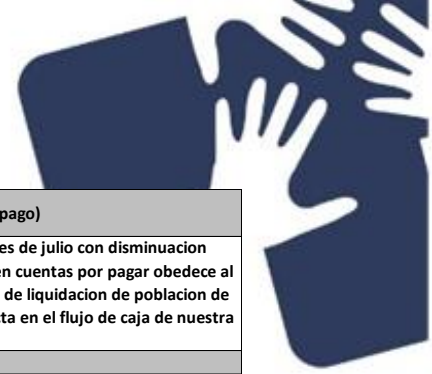 pago)
es de julio con disminuacion
en cuentas por pagar obedece al
de liquidacion de poblacion de
cta en el flujo de caja de nuestra